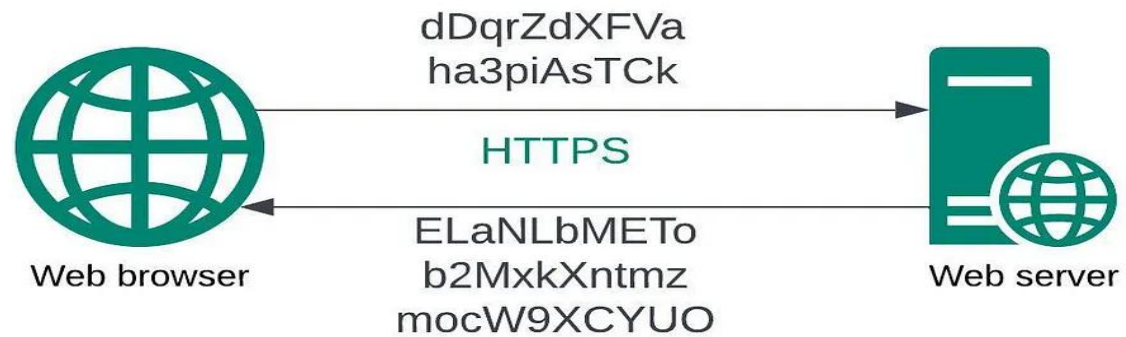 dDqrZdXFVa
ha3piAsTCk
HTTPS
ELaNLbMETo
b2MxkXntmz
mocW9XCYUO
Web browser
Web server